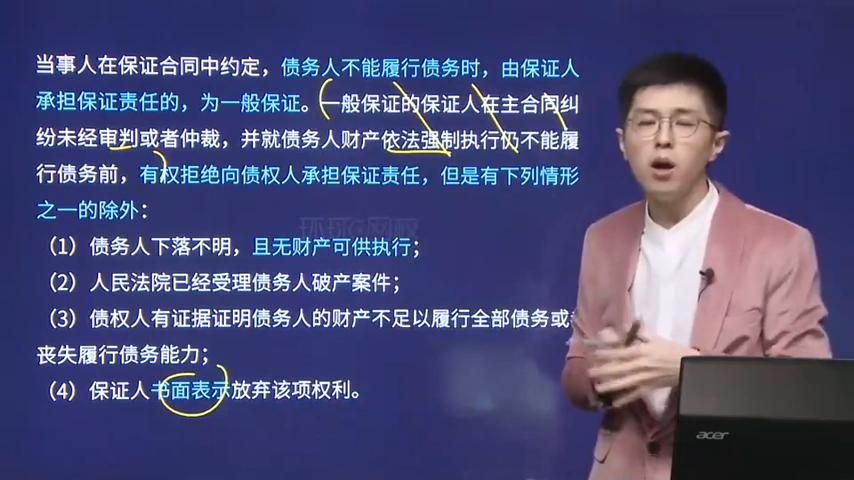 当事人在保证合同中约定，债务人不能履行债务时，由保证人
承担保证责任的，为一般保证。一般保证的保证人在主合同纠
纷未经审判或者仲裁，并就债务人财产依法强制执行仍不能履
行债务前，有权拒绝向债权人承担保证责任，但是有下列情形
之一的除外：
（1）债务人下落不明，且无财产可供执行；
（2）人民法院已经受理债务人破产案件；
（3）债权人有证据证明债务人的财产不足以履行全部债务或
丧失履行债务能力；
（4）保证人书面表示放弃该项权利。
acer